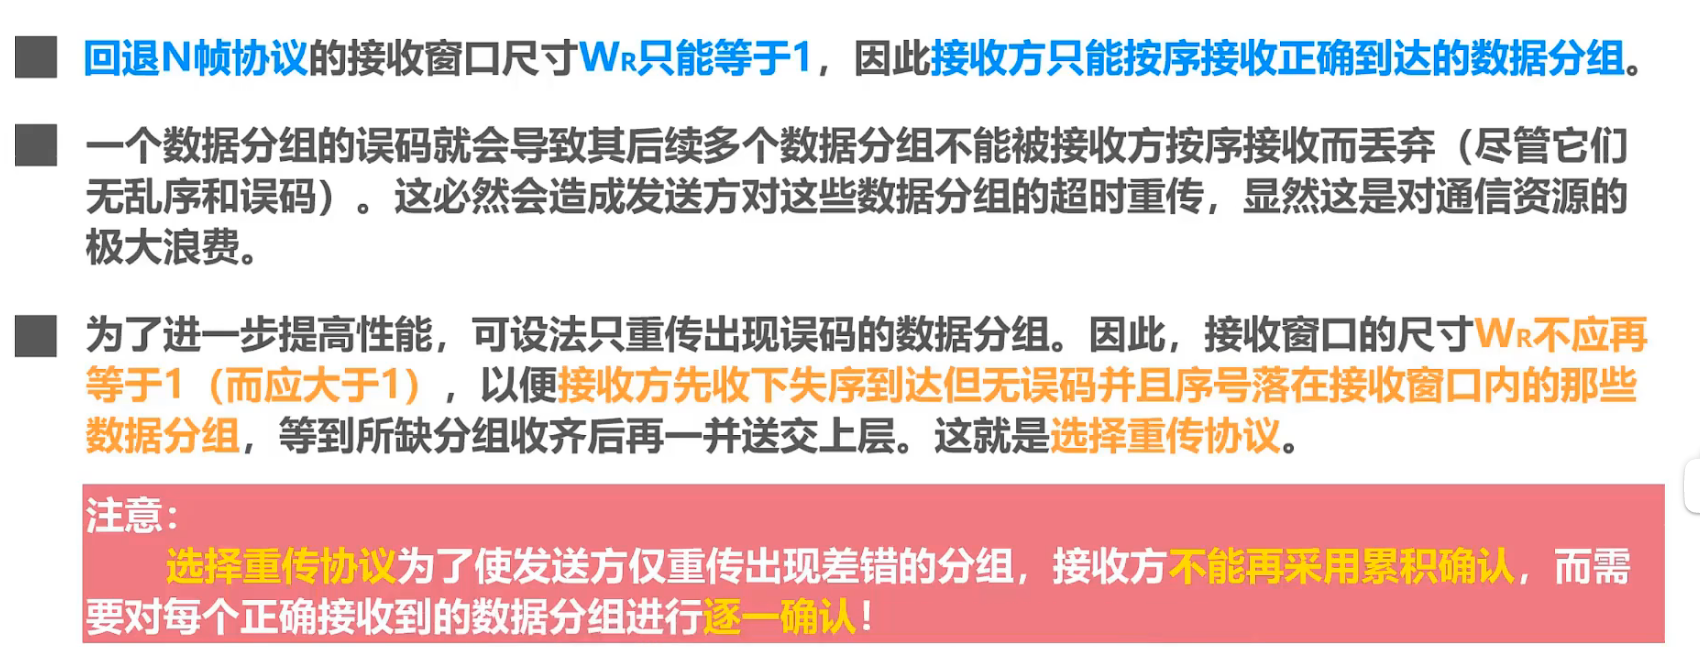 回退N帧协议的接收窗口尺寸WR只能等于1，因此接收方只能按序接收正确到达的数据分组。
一个数据分组的误码就会导致其后续多个数据分组不能被接收方按序接收而丢弃（尽管它们
无乱序和误码）。这必然会造成发送方对这些数据分组的超时重传，显然这是对通信资源的
极大浪费。
为了进一步提高性能，可设法只重传出现误码的数据分组。因此，接收窗口的尺寸WR不应再
等于1（而应大于1），以便接收方先收下失序到达但无误码并且序号落在接收窗口内的那些
数据分组，等到所缺分组收齐后再一并送交上层。这就是选择重传协议。
注意：
选择重传协议为了使发送方仅重传出现差错的分组，接收方不能再采用累积确认，而需
要对每个正确接收到的数据分组进行逐一确认！